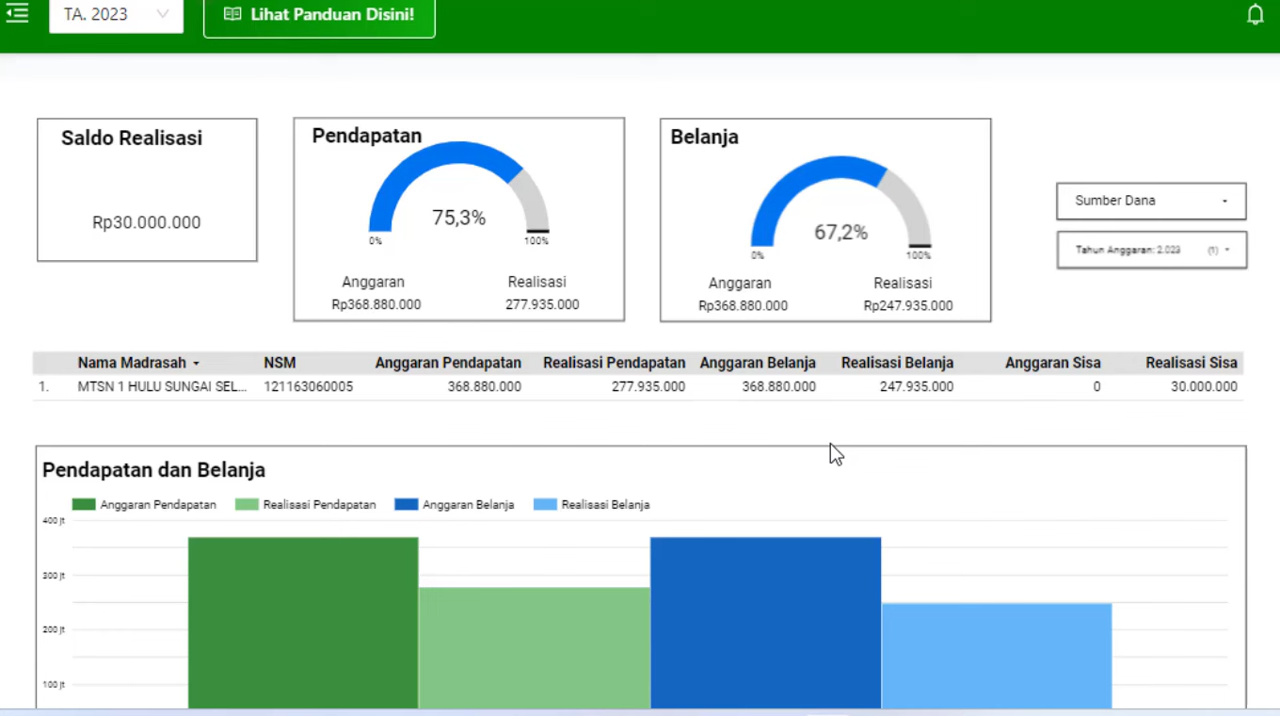 TA. 2023
Lihat Panduan Disini!
Saldo Realisasi
Rp30.000.000
Pendapatan
75,3%
0% 100%
Anggaran Realisasi
Rp368.880.000 277.935.000
Belanja
67,2%
0% 100%
Anggaran Realisasi
Rp368.880.000 Rp247.935.000
Sumber Dana
Tahun Anggaran: 2.023 (1)
Nama Madrasah NSM Anggaran Pendapatan Realisasi Pendapatan Anggaran Belanja Realisasi Belanja Anggaran Sisa Realisasi Sisa
1. MTSN 1 HULU SUNGAI SEL... 121163060005 368.880.000 277.935.000 368.880.000 247.935.000 0 30.000.000
Pendapatan dan Belanja
Anggaran Pendapatan Realisasi Pendapatan Anggaran Belanja Realisasi Belanja
400 jt
300 jt
200 jt
100 jt